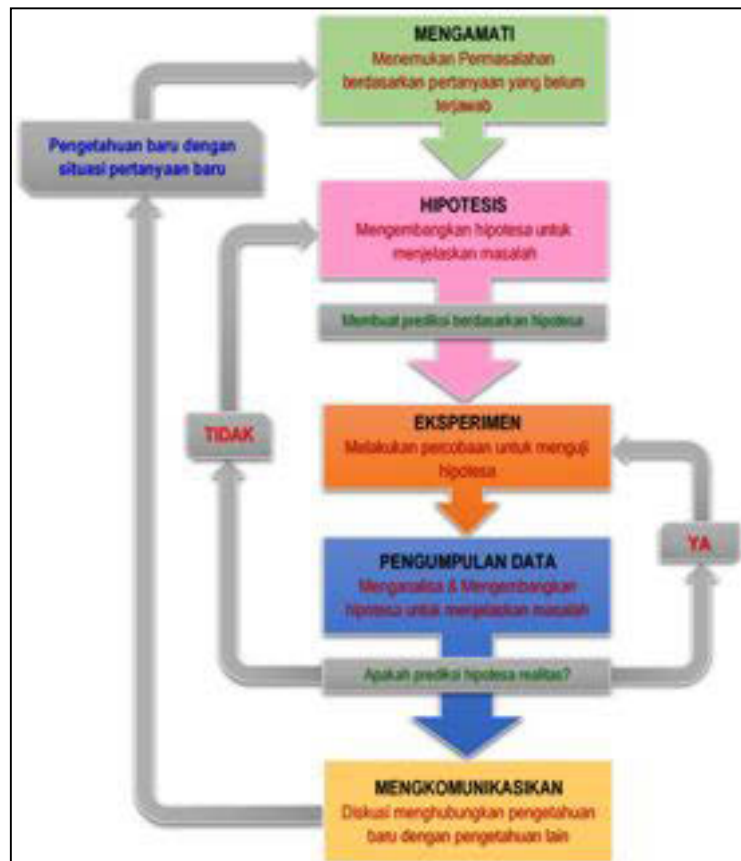 MENGAMATI
Menemukan Permasalahan
berdasarkan pertanyaan yang belum
terjawab
Pengetahuan baru dengan
situasi pertanyaan baru
HIPOTESIS
Mengembangkan hipotesa untuk
menjelaskan masalah
Membuat prediksi berdasarkan hipotesa
EKSPERIMEN
Melakukan percobaan untuk menguji
hipotesa
TIDAK
YA
PENGUMPULAN DATA
Menganalisa & Mengembangkan
hipotesa untuk menjelaskan masalah
Apakah prediksi hipotesa realitas?
MENGKOMUNIKASIKAN
Diskusi menghubungkan pengetahuan
baru dengan pengetahuan lain